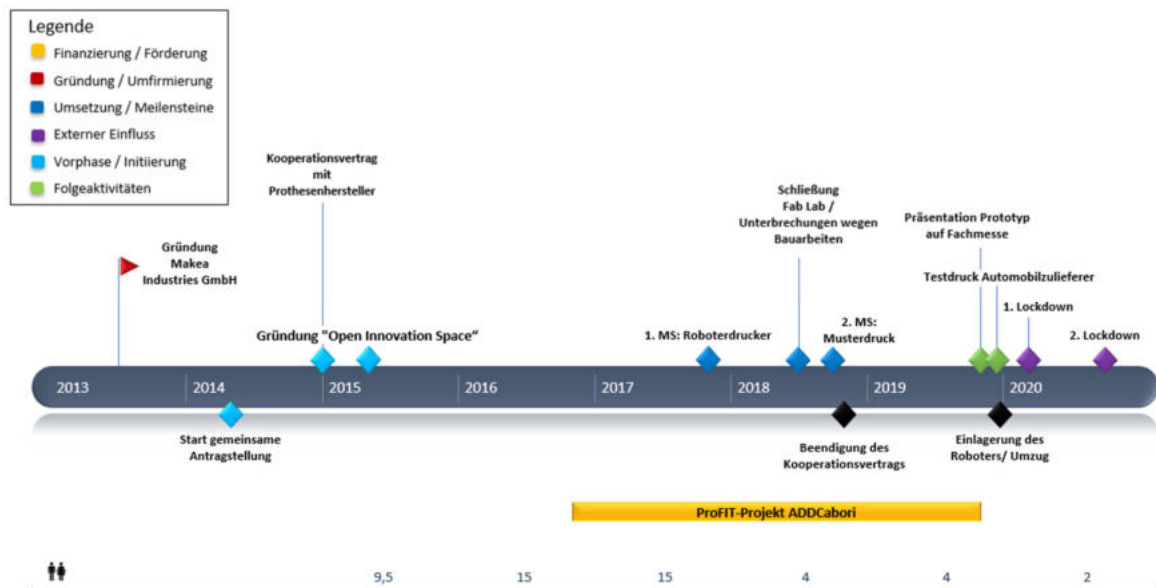 Legende
Finanzierung / Förderung
Gründung / Umfirmierung
Umsetzung / Meilensteine
Externer Einfluss
Vorphase / Initiierung
Folgeaktivitäten
Kooperationsvertrag
mit
Prothesenhersteller
Schließung
Fab Lab /
Unterbrechungen wegen
Bauarbeiten
Präsentation Prototyp
auf Fachmesse
Gründung
Makea
Industries GmbH
Testdruck Automobilzulieferer
1. Lockdown
Gründung "Open Innovation Space“
1. MS: Roboterdrucker
2. MS:
Musterdruck
2. Lockdown
2013 2014 2015 2016 2017 2018 2019 2020
Start gemeinsame
Antragstellung
Beendigung des
Kooperationsvertrags
Einlagerung des
Roboters/ Umzug
ProFIT-Projekt ADDCabori
9,5 15 15 4 4 2